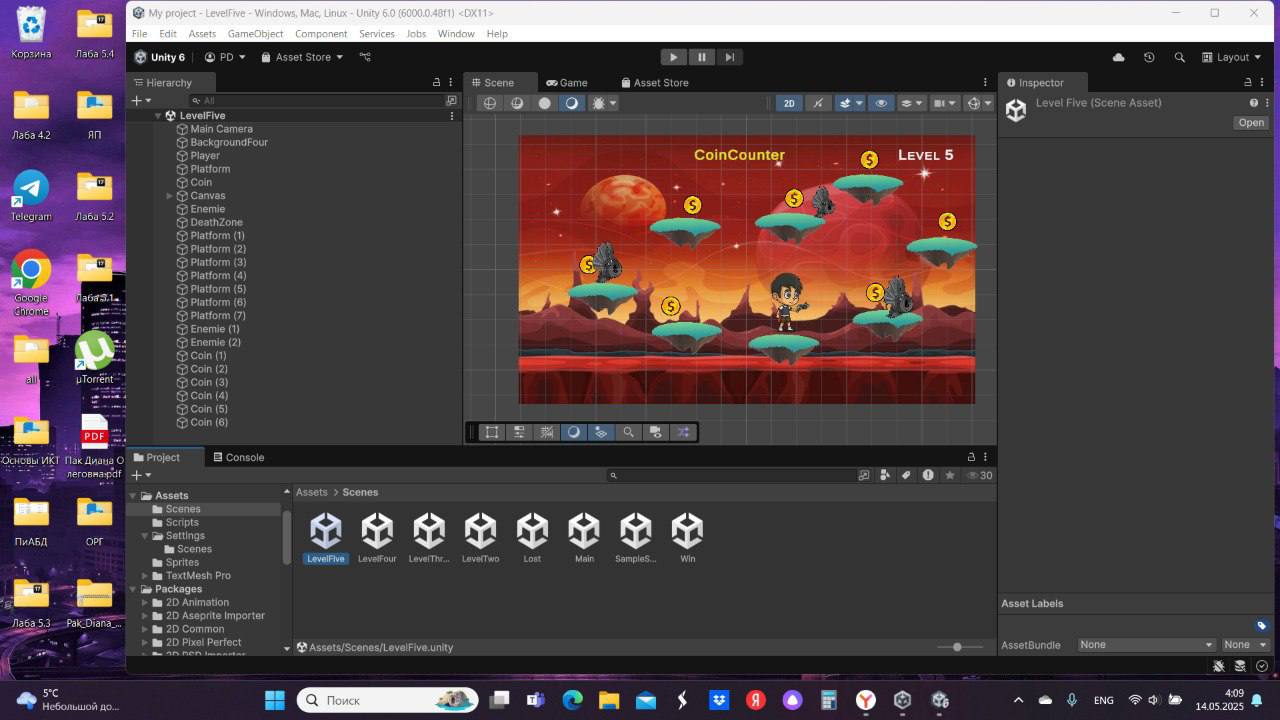 My project - LevelFive - Windows, Mac, Linux - Unity 6.0 (6000.0.48f1) <DX11>
File Edit Assets GameObject Component Services Jobs Window Help
Unity 6 PD Asset Store Layout
Hierarchy
All
LevelFive
Main Camera
BackgroundFour
Player
Platform
Coin
Canvas
Enemie
DeathZone
Platform (1)
Platform (2)
Platform (3)
Platform (4)
Platform (5)
Platform (6)
Platform (7)
Enemie (1)
Enemie (2)
Coin (1)
Coin (2)
Coin (3)
Coin (4)
Coin (5)
Coin (6)
Scene Game Asset Store
2D
CoinCounter
LEVEL 5
Inspector
Level Five (Scene Asset)
Open
Project Console
30
Assets
Scenes
Scripts
Settings
Scenes
Sprites
TextMesh Pro
Packages
2D Animation
2D Aseprite Importer
2D Common
2D Pixel Perfect
2D PSD Importer
Assets > Scenes
LevelFive
LevelFour
LevelThr...
LevelTwo
Lost
Main
SampleS...
Win
Assets/Scenes/LevelFive.unity
Asset Labels
AssetBundle None None
Корзина
Лаба 5.4
Лаба 4.2
ЯП
Telegram
Лаба 5.2
Google Chrome
Лаба 3.1
all
µTorrent
Основы ИКТ
PDF
Пак Диана О
леговна.pdf
ПиАБД
ОРГ
Лаба 5.3
Pak_Diana_...
5°C
Небольшой до...
Поиск
ENG
4:09
14.05.2025